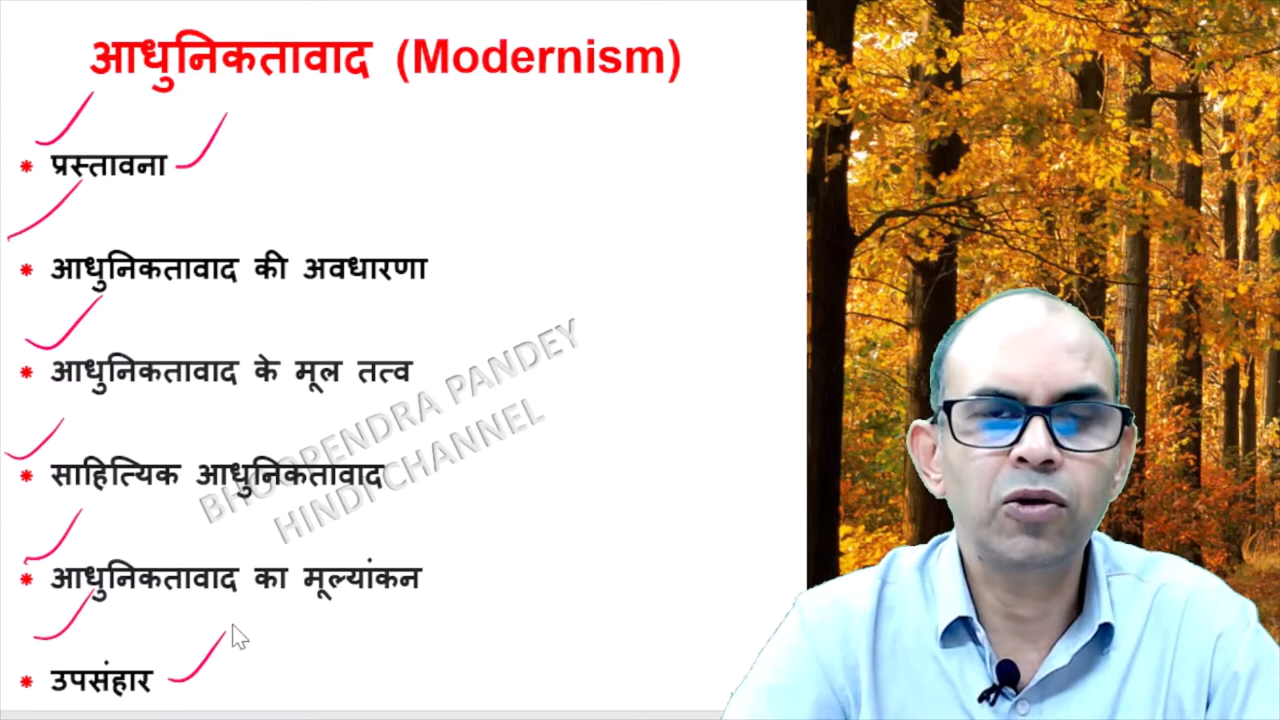 आधुनिकतावाद (Modernism)
प्रस्तावना
आधुनिकतावाद की अवधारणा
आधुनिकतावाद के मूल तत्व
साहित्यिक आधुनिकतावाद
आधुनिकतावाद का मूल्यांकन
उपसंहार
BHOOPENDRA PANDEY
HINDI CHANNEL